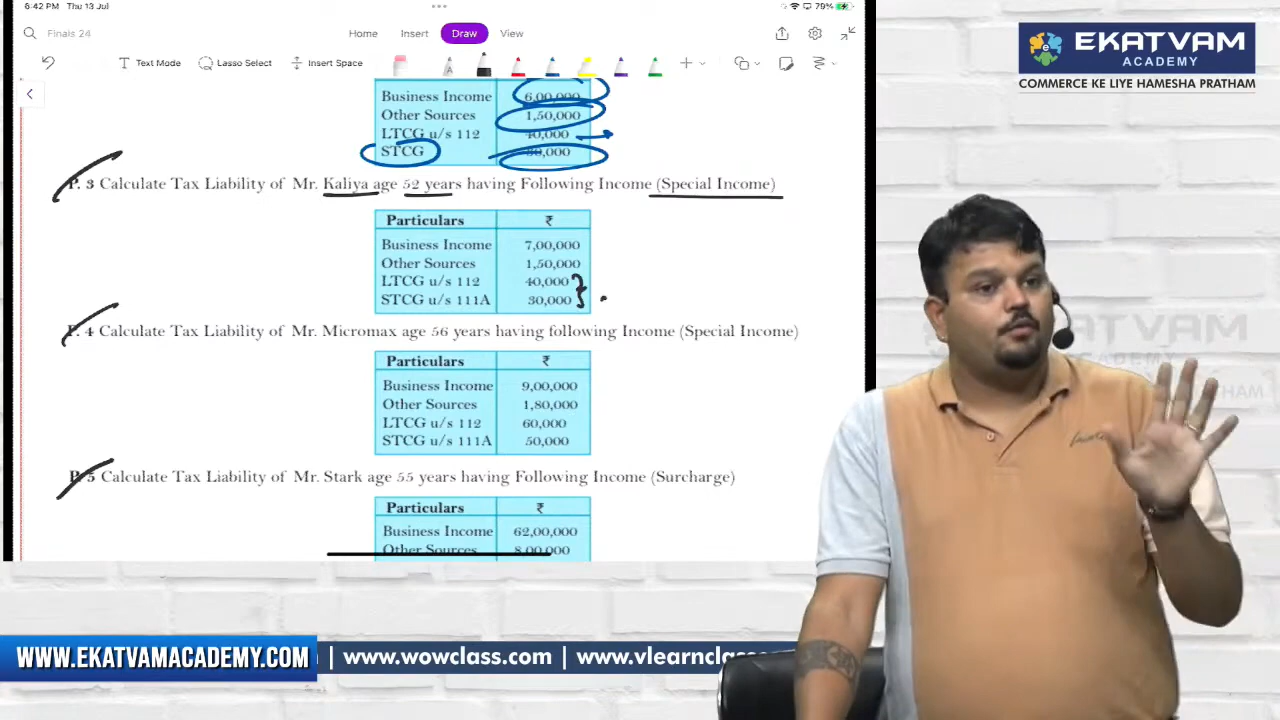 6:42 PM Thu 13 Jul
79%
Finals 24
Home Insert Draw View
Text Mode
Lasso Select
Insert Space
EKATVAM
ACADEMY
COMMERCE KE LIYE HAMESHA PRATHAM
Business Income 6,00,000
Other Sources 1,50,000
LTCG u/s 112 40,000
STCG
P. 3 Calculate Tax Liability of Mr. Kaliya age 52 years having Following Income (Special Income)
Particulars ₹
Business Income 7,00,000
Other Sources 1,50,000
LTCG u/s 112 40,000
STCG u/s 111A 30,000
P. 4 Calculate Tax Liability of Mr. Micromax age 56 years having following Income (Special Income)
Particulars ₹
Business Income 9,00,000
Other Sources 1,80,000
LTCG u/s 112 60,000
STCG u/s 111A 50,000
P. 5 Calculate Tax Liability of Mr. Stark age 55 years having Following Income (Surcharge)
Particulars ₹
Business Income 62,00,000
Other Sources 8,00,000
WWW.EKATVAMACADEMY.COM
| www.wowclass.com | www.vlearnclass